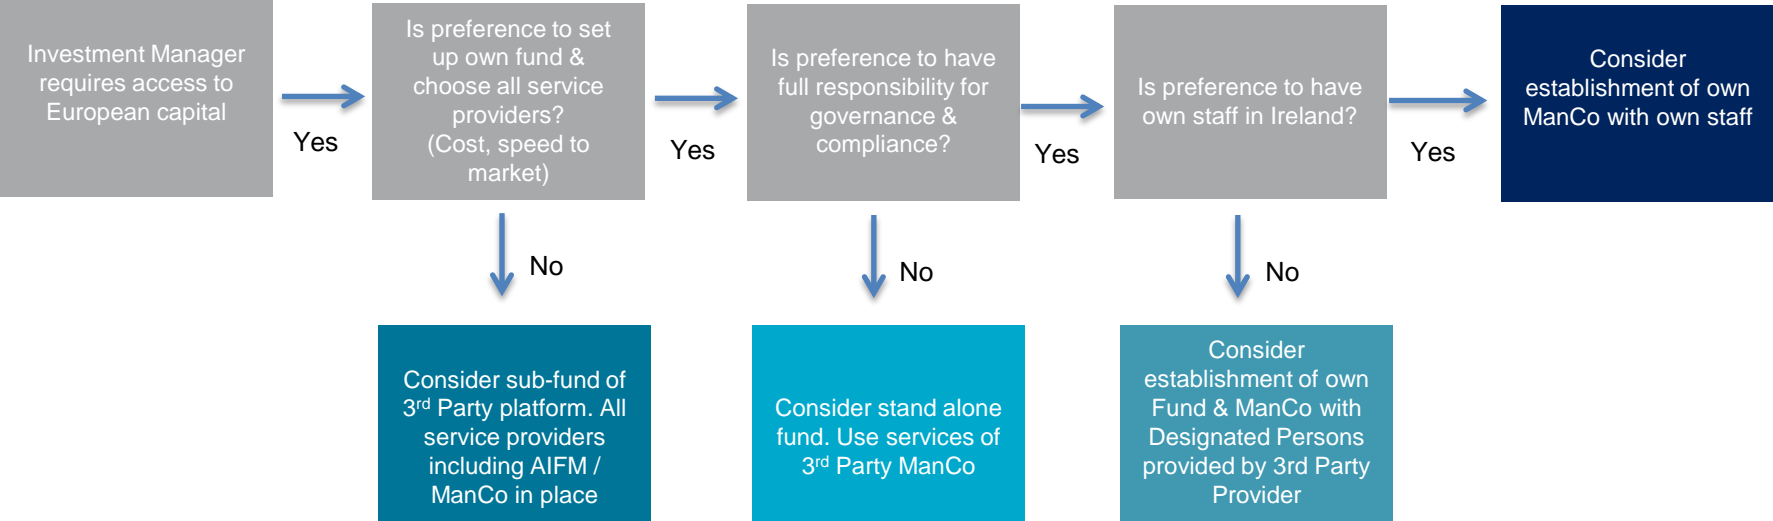 Investment Manager
requires access to
European capital
Yes
Is preference to set
up own fund &
choose all service
providers?
(Cost, speed to
market)
Yes
Is preference to have
full responsibility for
governance &
compliance?
Yes
Is preference to have
own staff in Ireland?
Yes
Consider
establishment of own
ManCo with own staff
No
No
No
Consider sub-fund of
3rd Party platform. All
service providers
including AIFM /
ManCo in place
Consider stand alone
fund. Use services of
3rd Party ManCo
Consider
establishment of own
Fund & ManCo with
Designated Persons
provided by 3rd Party
Provider